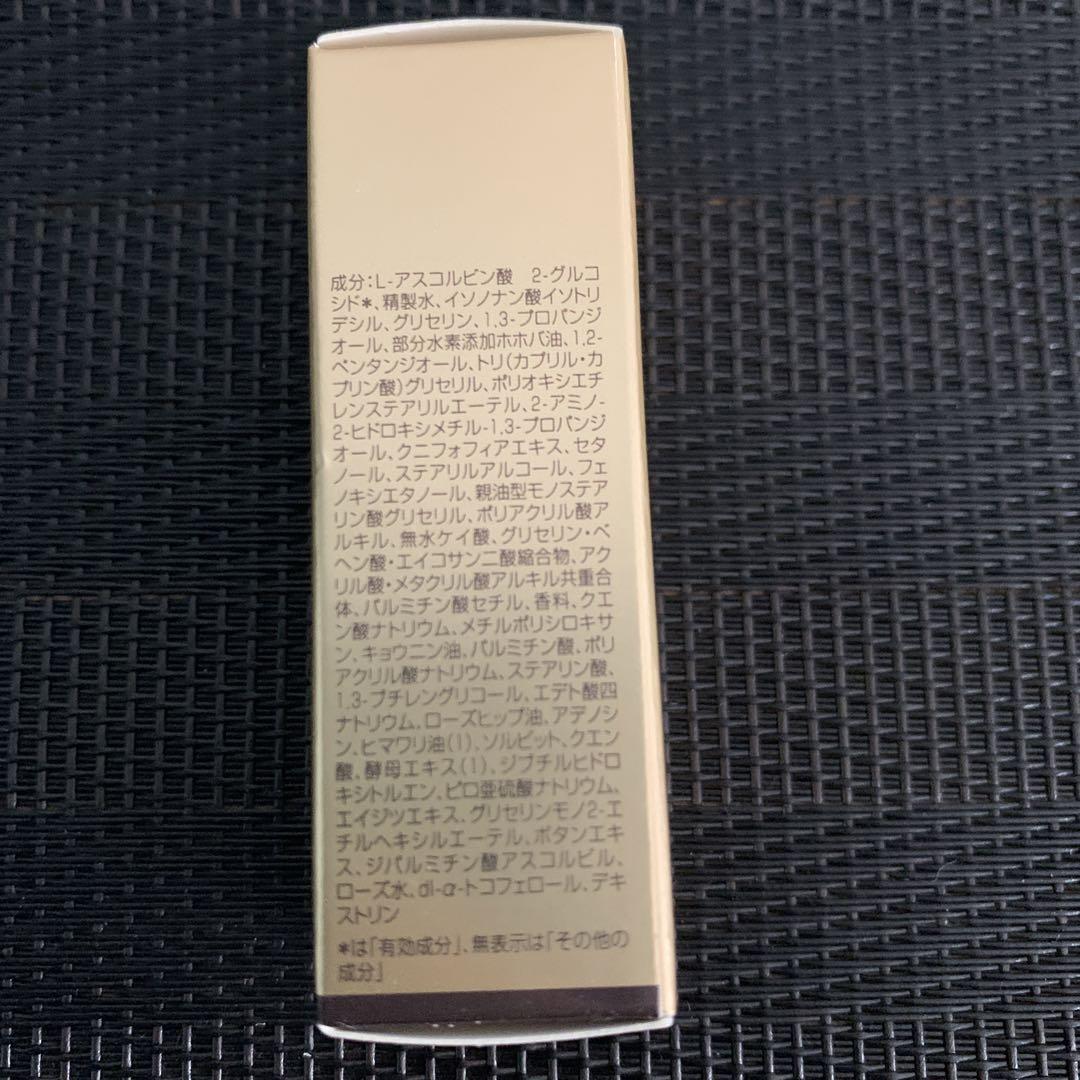 成分：L-アスコルビン酸　2-グルコ
シド*、精製水、イソノナン酸イソトリ
デシル、グリセリン、1,3-プロパンジ
オール、部分水素添加ホホバ油、1,2-
ペンタンジオール、トリ(カプリル・カ
プリン酸)グリセリル、ポリオキシエチ
レンステアリルエーテル、2-アミノ-
2-ヒドロキシメチル-1,3-プロパンジ
オール、クニフォフィアエキス、セタ
ノール、ステアリルアルコール、フェ
ノキシエタノール、親油型モノステア
リン酸グリセリル、ポリアクリル酸ア
ルキル、無水ケイ酸、グリセリン・ベ
ヘン酸・エイコサン二酸縮合物、アク
リル酸・メタクリル酸アルキル共重合
体、パルミチン酸セチル、香料、クエ
ン酸ナトリウム、メチルポリシロキサ
ン、キョウニン油、パルミチン酸、ポリ
アクリル酸ナトリウム、ステアリン酸、
1,3-ブチレングリコール、エデト酸四
ナトリウム、ローズヒップ油、アデノシ
ン、ヒマワリ油(1)、ソルビット、クエン
酸、酵母エキス(1)、ジブチルヒドロ
キシトルエン、ピロ亜硫酸ナトリウム、
エイジツエキス、グリセリンモノ2-エ
チルヘキシルエーテル、ボタンエキ
ス、ジパルミチン酸アスコルビル、
ローズ水、dl-α-トコフェロール、デキ
ストリン
*は「有効成分」、無表示は「その他の
成分」